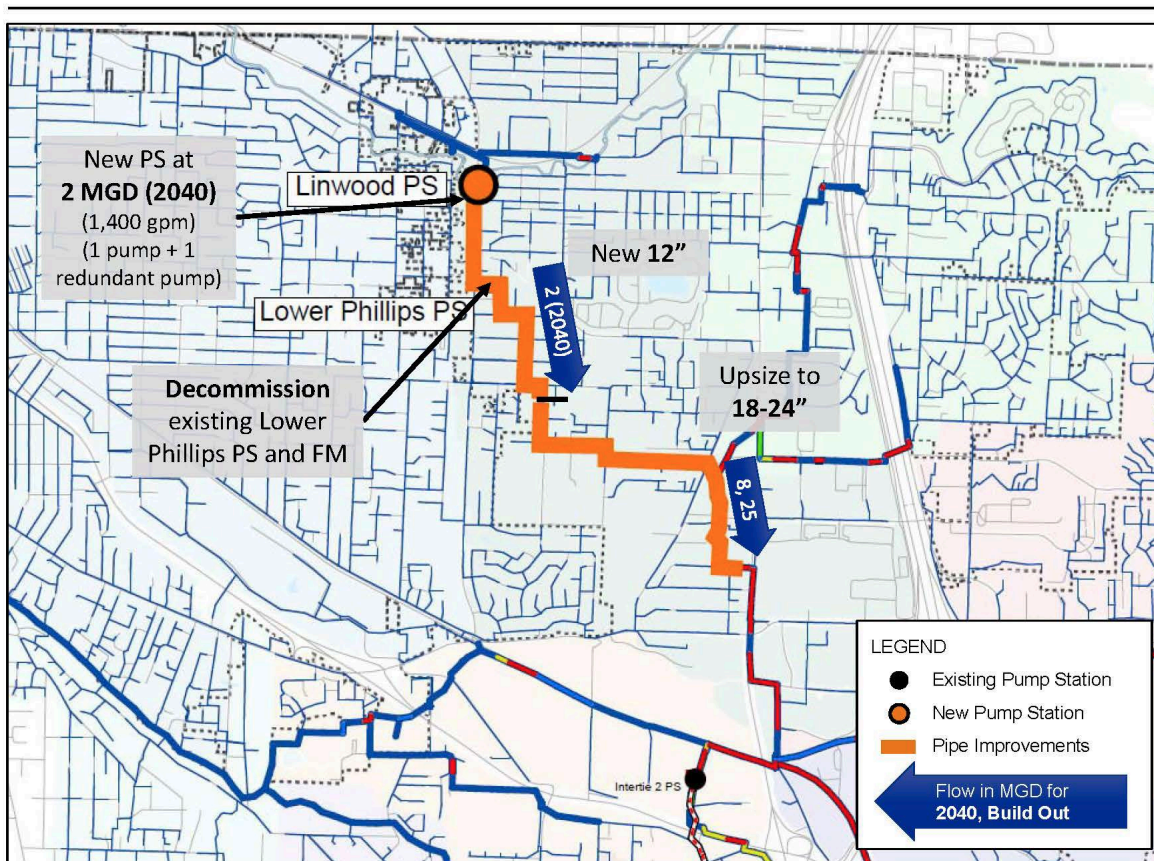 New PS at
2 MGD (2040)
(1,400 gpm)
(1 pump + 1
redundant pump)
Linwood PS
New 12”
2 (2040)
Lower Phillips PS
Decommission
existing Lower
Phillips PS and FM
Upsize to
18-24”
8, 25
Intertie 2 PS
LEGEND
Existing Pump Station
New Pump Station
Pipe Improvements
Flow in MGD for
2040, Build Out